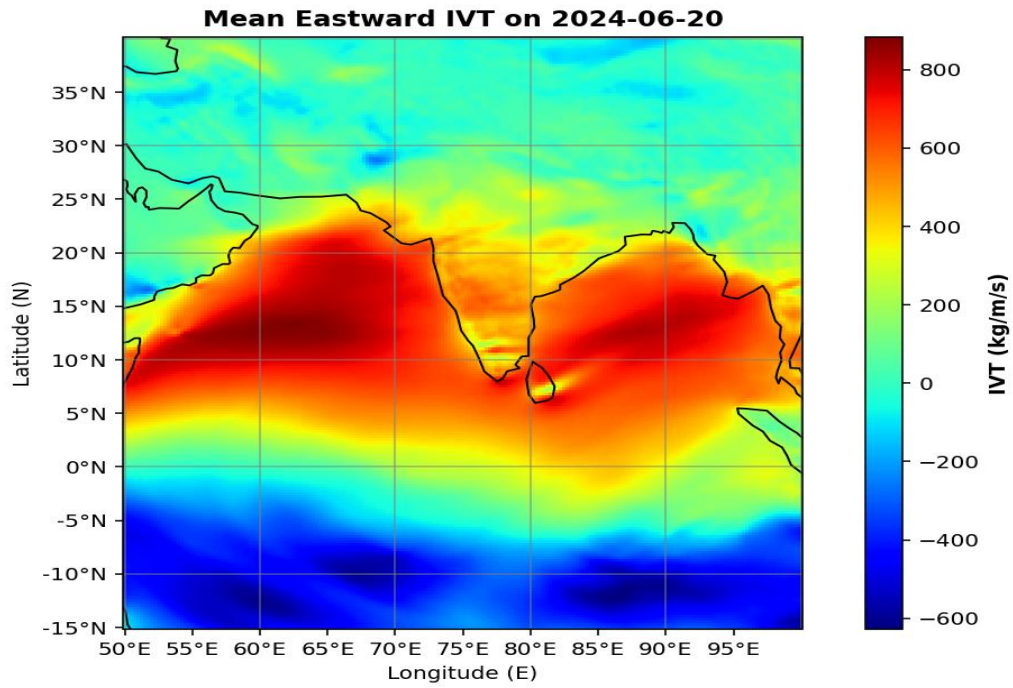 Mean Eastward IVT on 2024-06-20
35°N
30°N
25°N
20°N
15°N
10°N
5°N
0°N
-5°N
-10°N
-15°N
Latitude (N)
50°E 55°E 60°E 65°E 70°E 75°E 80°E 85°E 90°E 95°E
Longitude (E)
800
600
400
200
0
−200
−400
−600
IVT (kg/m/s)